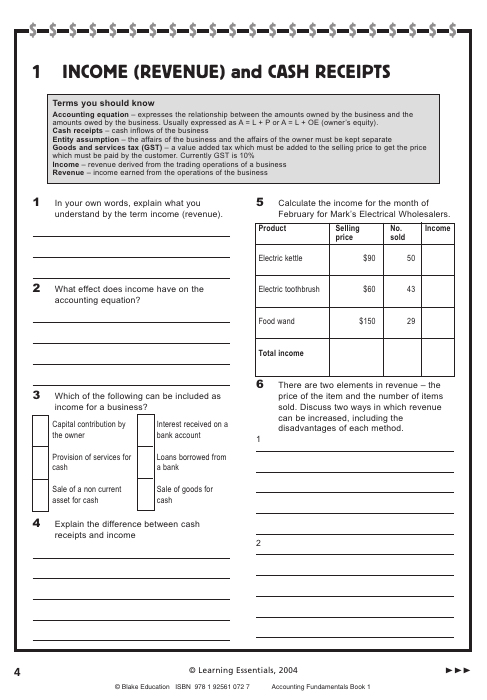 1 INCOME (REVENUE) and CASH RECEIPTS
Terms you should know
Accounting equation – expresses the relationship between the amounts owned by the business and the
amounts owed by the business. Usually expressed as A = L + P or A = L + OE (owner's equity).
Cash receipts – cash inflows of the business
Entity assumption – the affairs of the business and the affairs of the owner must be kept separate
Goods and services tax (GST) – a value added tax which must be added to the selling price to get the price
which must be paid by the customer. Currently GST is 10%
Income – revenue derived from the trading operations of a business
Revenue – income earned from the operations of the business
1 In your own words, explain what you
understand by the term income (revenue).
2 What effect does income have on the
accounting equation?
3 Which of the following can be included as
income for a business?
Capital contribution by
the owner
Interest received on a
bank account
Provision of services for
cash
Loans borrowed from
a bank
Sale of a non current
asset for cash
Sale of goods for
cash
4 Explain the difference between cash
receipts and income
5 Calculate the income for the month of
February for Mark's Electrical Wholesalers.
Product Selling price No. sold Income
Electric kettle $90 50
Electric toothbrush $60 43
Food wand $150 29
Total income
6 There are two elements in revenue – the
price of the item and the number of items
sold. Discuss two ways in which revenue
can be increased, including the
disadvantages of each method.
1
2
4
© Learning Essentials, 2004
© Blake Education ISBN 978 1 92561 072 7 Accounting Fundamentals Book 1